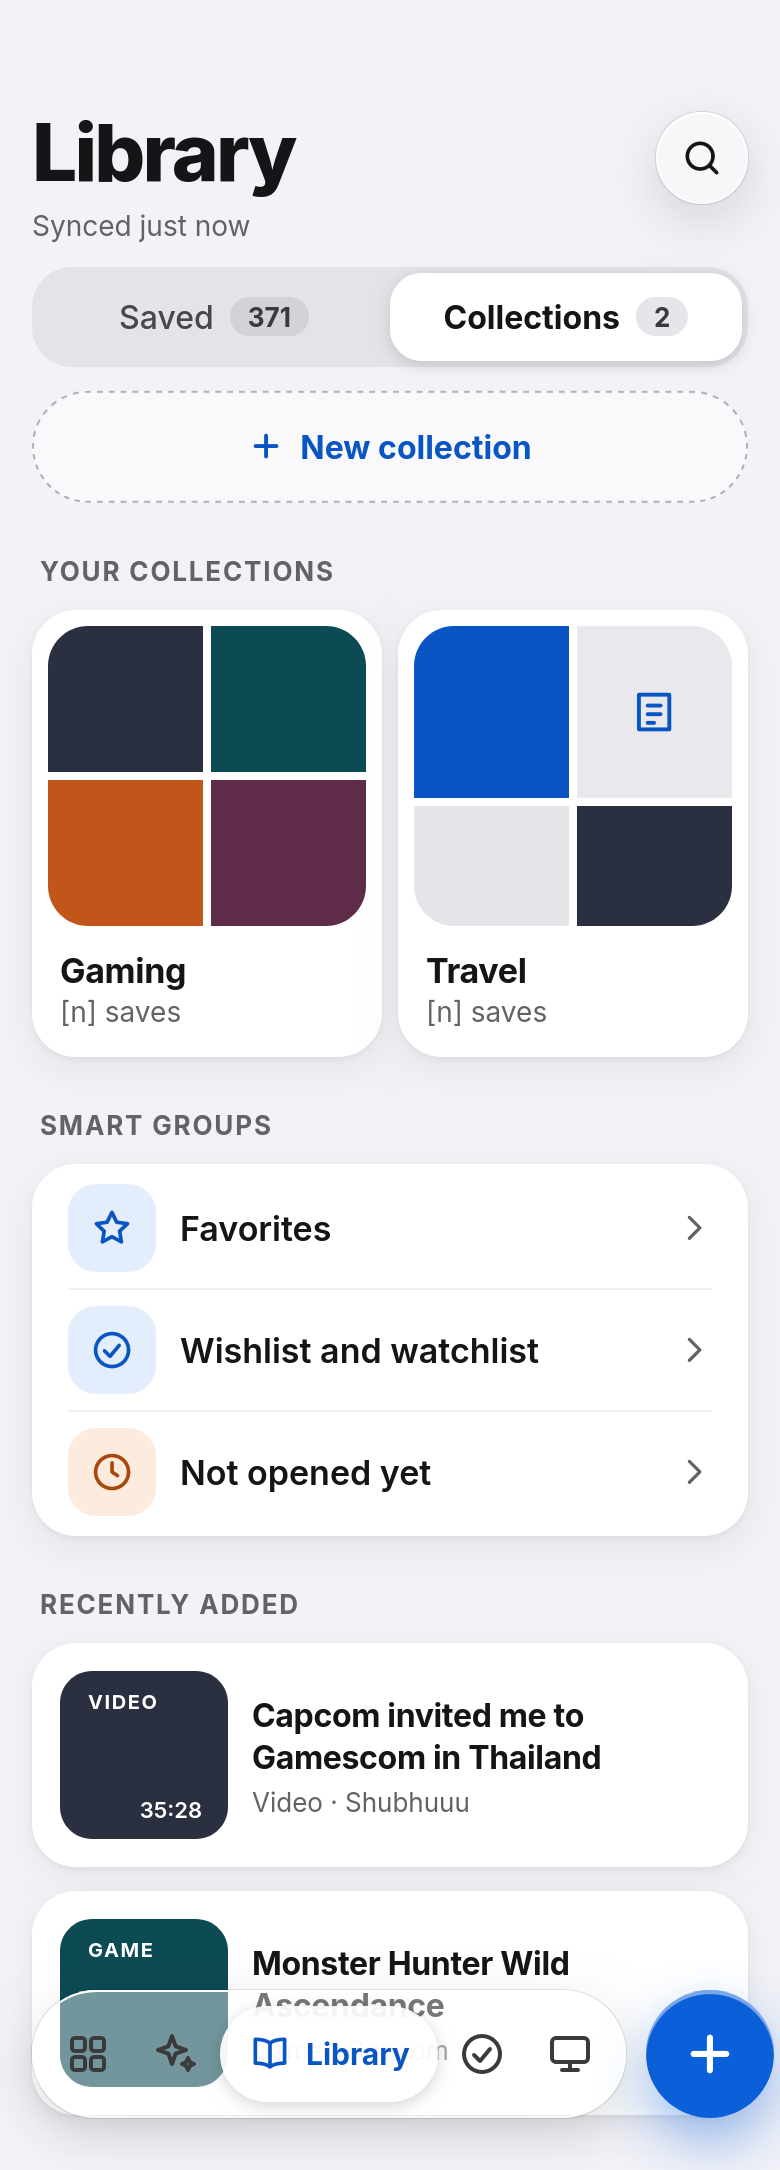 Library
Synced just now
Saved 371
Collections 2
New collection
YOUR COLLECTIONS
Gaming
[n] saves
Travel
[n] saves
SMART GROUPS
Favorites
Wishlist and watchlist
Not opened yet
RECENTLY ADDED
VIDEO
35:28
Capcom invited me to
Gamescom in Thailand
Video · Shubhuuu
GAME
Monster Hunter Wild
Ascendance
Library